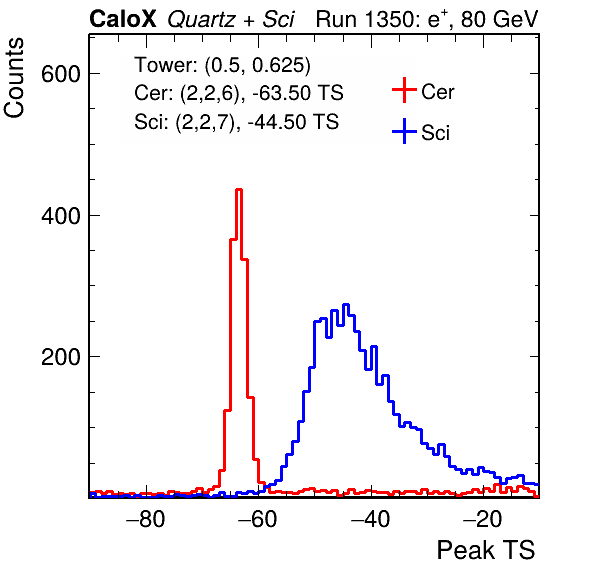 CaloX Quartz + Sci Run 1350: e⁺, 80 GeV
Tower: (0.5, 0.625)
Cer: (2,2,6), -63.50 TS
Sci: (2,2,7), -44.50 TS
Cer
Sci
Counts
600
400
200
−80 −60 −40 −20
Peak TS